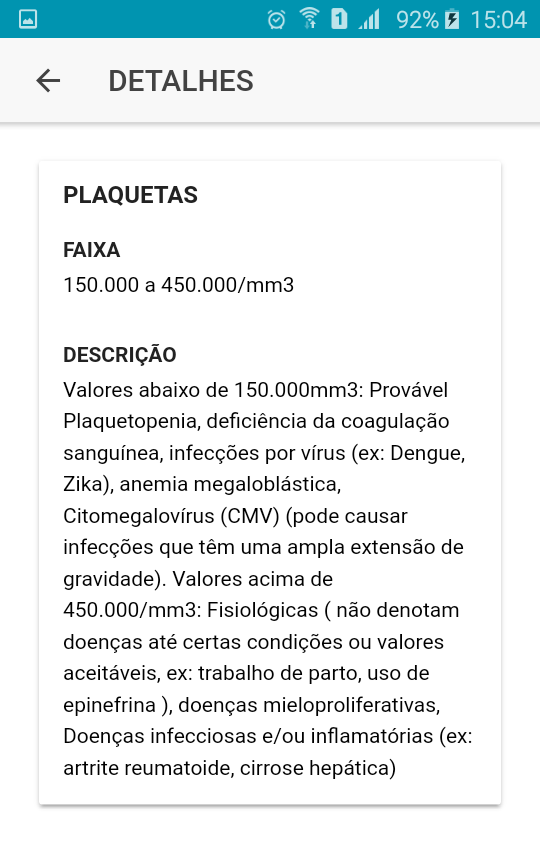 1 92% 15:04
DETALHES
PLAQUETAS
FAIXA
150.000 a 450.000/mm3
DESCRIÇÃO
Valores abaixo de 150.000mm3: Provável
Plaquetopenia, deficiência da coagulação
sanguínea, infecções por vírus (ex: Dengue,
Zika), anemia megaloblástica,
Citomegalovírus (CMV) (pode causar
infecções que têm uma ampla extensão de
gravidade). Valores acima de
450.000/mm3: Fisiológicas ( não denotam
doenças até certas condições ou valores
aceitáveis, ex: trabalho de parto, uso de
epinefrina ), doenças mieloproliferativas,
Doenças infecciosas e/ou inflamatórias (ex:
artrite reumatoide, cirrose hepática)